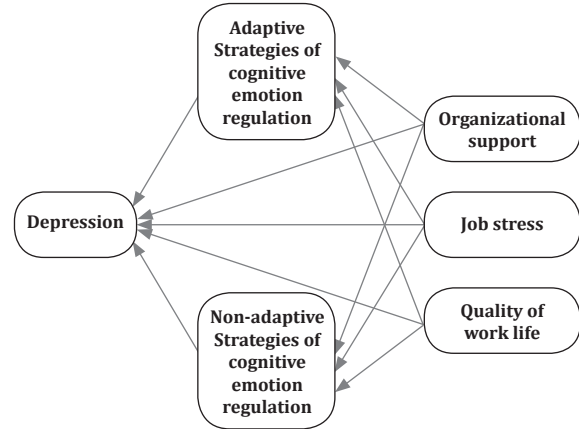 Adaptive
Strategies of
cognitive
emotion
regulation
Organizational
support
Depression
Job stress
Quality of
work life
Non-adaptive
Strategies of
cognitive
emotion
regulation